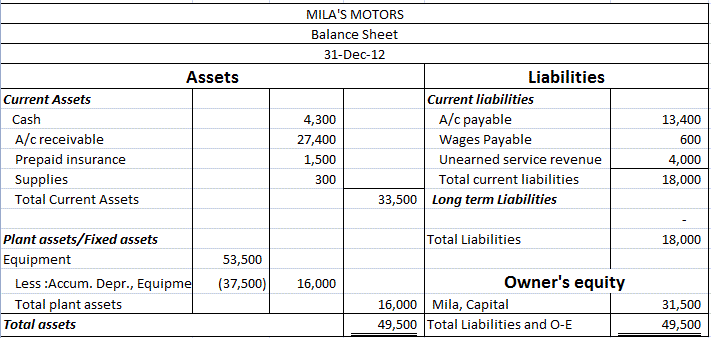 MILA'S MOTORS
Balance Sheet
31-Dec-12
Assets Liabilities
Current Assets Current liabilities
Cash 4,300 A/c payable 13,400
A/c receivable 27,400 Wages Payable 600
Prepaid insurance 1,500 Unearned service revenue 4,000
Supplies 300 Total current liabilities 18,000
Total Current Assets 33,500 Long term Liabilities
-
Plant assets/Fixed assets Total Liabilities 18,000
Equipment 53,500
Less :Accum. Depr., Equipme (37,500) 16,000 Owner's equity
Total plant assets 16,000 Mila, Capital 31,500
Total assets 49,500 Total Liabilities and O-E 49,500